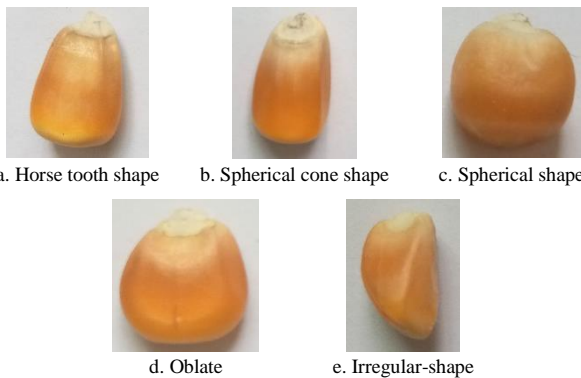 a. Horse tooth shape
b. Spherical cone shape
c. Spherical shape
d. Oblate
e. Irregular-shape